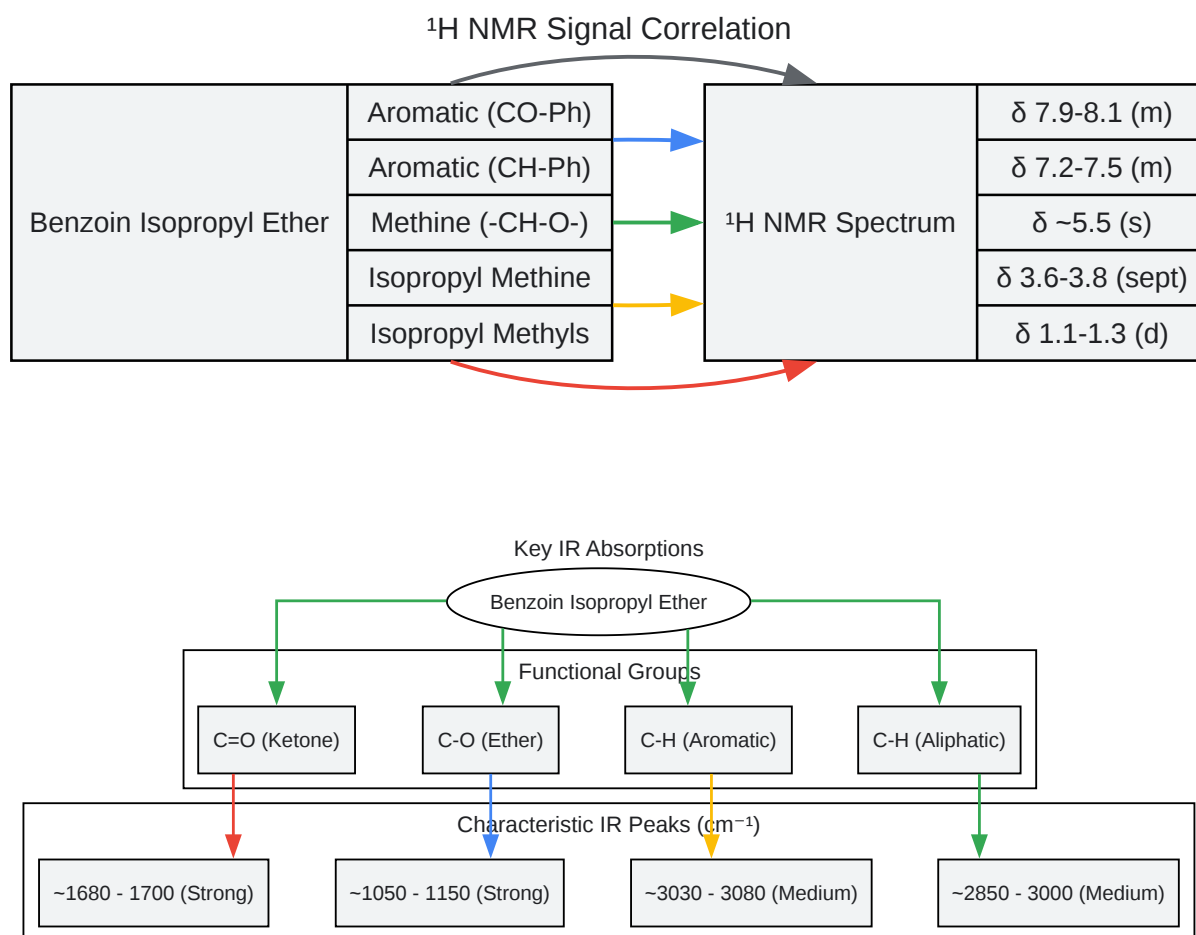 ¹H NMR Signal Correlation
Benzoin Isopropyl Ether
Aromatic (CO-Ph)
Aromatic (CH-Ph)
Methine (-CH-O-)
Isopropyl Methine
Isopropyl Methyls
¹H NMR Spectrum
δ 7.9-8.1 (m)
δ 7.2-7.5 (m)
δ ~5.5 (s)
δ 3.6-3.8 (sept)
δ 1.1-1.3 (d)
Key IR Absorptions
Benzoin Isopropyl Ether
Functional Groups
C=O (Ketone)
C-O (Ether)
C-H (Aromatic)
C-H (Aliphatic)
Characteristic IR Peaks (cm⁻¹)
~1680 - 1700 (Strong)
~1050 - 1150 (Strong)
~3030 - 3080 (Medium)
~2850 - 3000 (Medium)